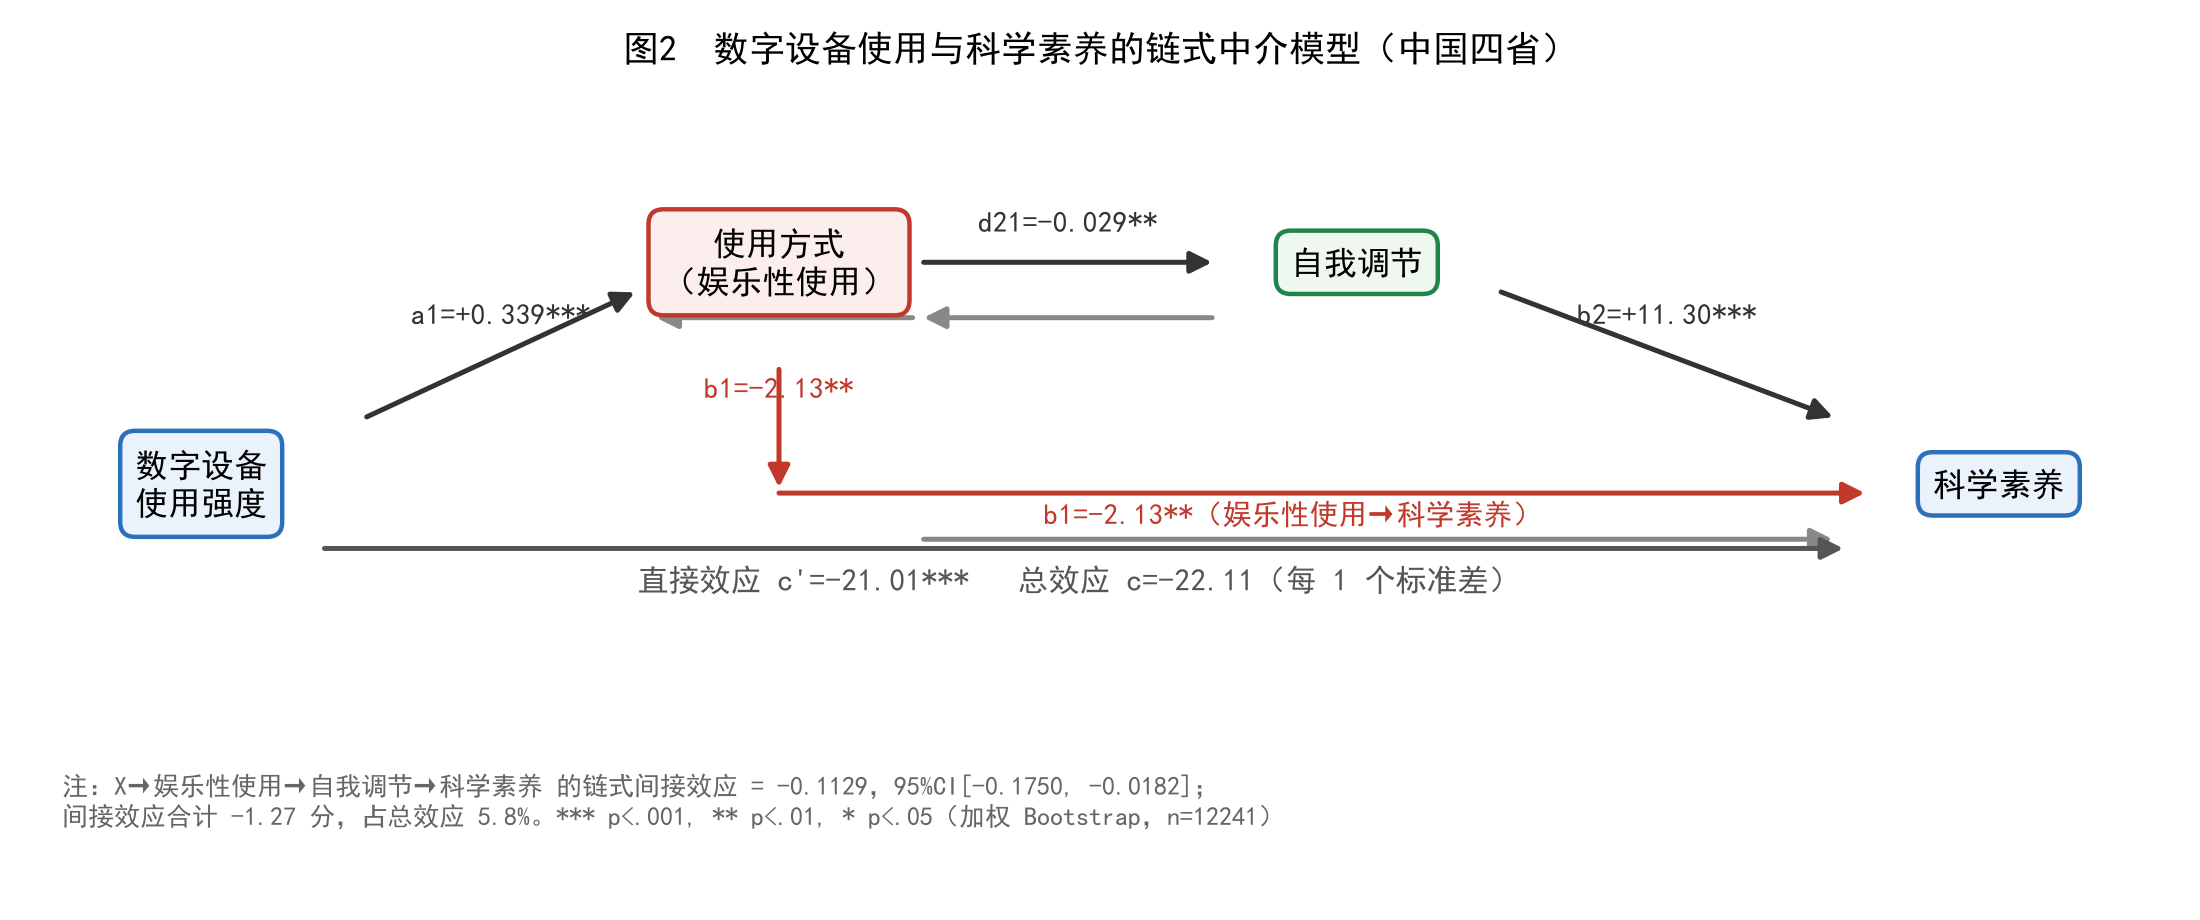 图2　数字设备使用与科学素养的链式中介模型（中国四省）
使用方式
（娱乐性使用）
d21=−0.029**
自我调节
a1=+0.339***
b2=+11.30***
b1=−2.13**
数字设备
使用强度
科学素养
b1=−2.13**（娱乐性使用→科学素养）
直接效应 c'=−21.01***　总效应 c=−22.11（每 1 个标准差）
注：X→娱乐性使用→自我调节→科学素养 的链式间接效应 = -0.1129，95%CI[-0.1750, -0.0182]；
间接效应合计 -1.27 分，占总效应 5.8%。*** p<.001, ** p<.01, * p<.05（加权 Bootstrap，n=12241）